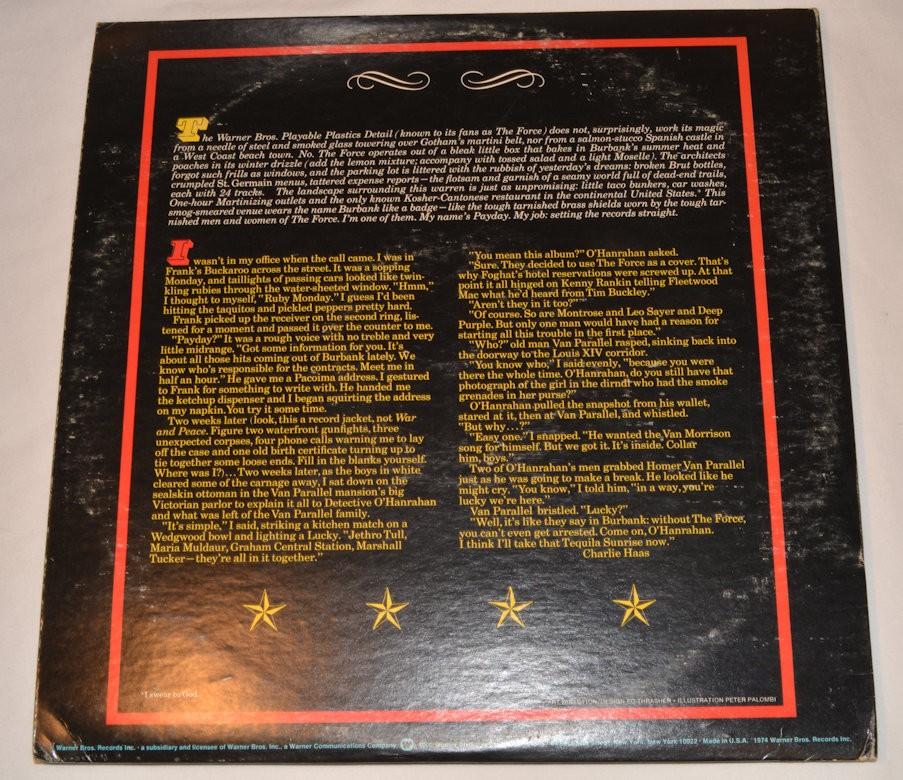 The Warner Bros. Playable Plastics Detail (known to its fans as The Force) does not, surprisingly, work its magic
from a needle of steel and smoked glass towering over Gotham's martini belt, nor from a salmon-stucco Spanish castle in
a West Coast beach town. No. The Force operates out of a bleak little box that bakes in Burbank's summer heat and
poaches in its winter drizzle (add the lemon mixture; accompany with tossed salad and a light Moselle). The architects
forgot such frills as windows, and the parking lot is littered with the rubbish of yesterday's dreams: broken Brut bottles,
crumpled St. Germain menus, tattered expense reports—the flotsam and garnish of a seamy world full of dead-end trails,
each with 24 tracks. The landscape surrounding this warren is just as unpromising: little taco bunkers, car washes,
One-hour Martinizing outlets and the only known Kosher-Cantonese restaurant in the continental United States.* This
smog-smeared venue wears the name Burbank like a badge—like the tough tarnished brass shields worn by the tough tar-
nished men and women of The Force. I'm one of them. My name's Payday. My job: setting the records straight.
I wasn't in my office when the call came. I was in
Frank's Buckaroo across the street. It was a sopping
Monday, and taillights of passing cars looked like twin-
kling rubies through the water-sheeted window. "Hmm,"
I thought to myself, "Ruby Monday." I guess I'd been
hitting the taquitos and pickled peppers pretty hard.
Frank picked up the receiver on the second ring, lis-
tened for a moment and passed it over the counter to me.
"Payday?" It was a rough voice with no treble and very
little midrange. "Got some information for you. It's
about all those hits coming out of Burbank lately. We
know who's responsible for the contracts. Meet me in
half an hour." He gave me a Pacoima address. I gestured
to Frank for something to write with. He handed me
the ketchup dispenser and I began squirting the address
on my napkin. You try it some time.
Two weeks later (look, this a record jacket, not War
and Peace. Figure two waterfront gunfights, three
unexpected corpses, four phone calls warning me to lay
off the case and one old birth certificate turning up to
tie together some loose ends. Fill in the blanks yourself.
Where was I?)... Two weeks later, as the boys in white
cleared some of the carnage away, I sat down on the
sealskin ottoman in the Van Parallel mansion's big
Victorian parlor to explain it all to Detective O'Hanrahan
and what was left of the Van Parallel family.
"It's simple," I said, striking a kitchen match on a
Wedgwood bowl and lighting a Lucky. "Jethro Tull,
Maria Muldaur, Graham Central Station, Marshall
Tucker—they're all in it together."
"You mean this album?" O'Hanrahan asked.
"Sure. They decided to use The Force as a cover. That's
why Foghat's hotel reservations were screwed up. At that
point it all hinged on Kenny Rankin telling Fleetwood
Mac what he'd heard from Tim Buckley."
"Aren't they in it too?"
"Of course. So are Montrose and Leo Sayer and Deep
Purple. But only one man would have had a reason for
starting all this trouble in the first place."
"Who?" old man Van Parallel rasped, sinking back into
the doorway to the Louis XIV corridor.
"You know who," I said evenly, "because you were
there the whole time. O'Hanrahan, do you still have that
photograph of the girl in the dirndl who had the smoke
grenades in her purse?"
O'Hanrahan pulled the snapshot from his wallet,
stared at it, then at Van Parallel, and whistled.
"But why...?"
"Easy one." I snapped. "He wanted the Van Morrison
song for himself. But we got it. It's inside. Collar
him, boys."
Two of O'Hanrahan's men grabbed Homer Van Parallel
just as he was going to make a break. He looked like he
might cry. "You know," I told him, "in a way, you're
lucky we're here."
Van Parallel bristled. "Lucky?"
"Well, it's like they say in Burbank: without The Force,
you can't even get arrested. Come on, O'Hanrahan.
I think I'll take that Tequila Sunrise now."
Charlie Haas
*I swear to God.
ART DIRECTION/DESIGN ED THRASHER • ILLUSTRATION PETER PALOMBI
Warner Bros. Records Inc. • a subsidiary and licensee of Warner Bros. Inc., a Warner Communications Company New York, New York 10022 • Made in U.S.A. 1974 Warner Bros. Records Inc.